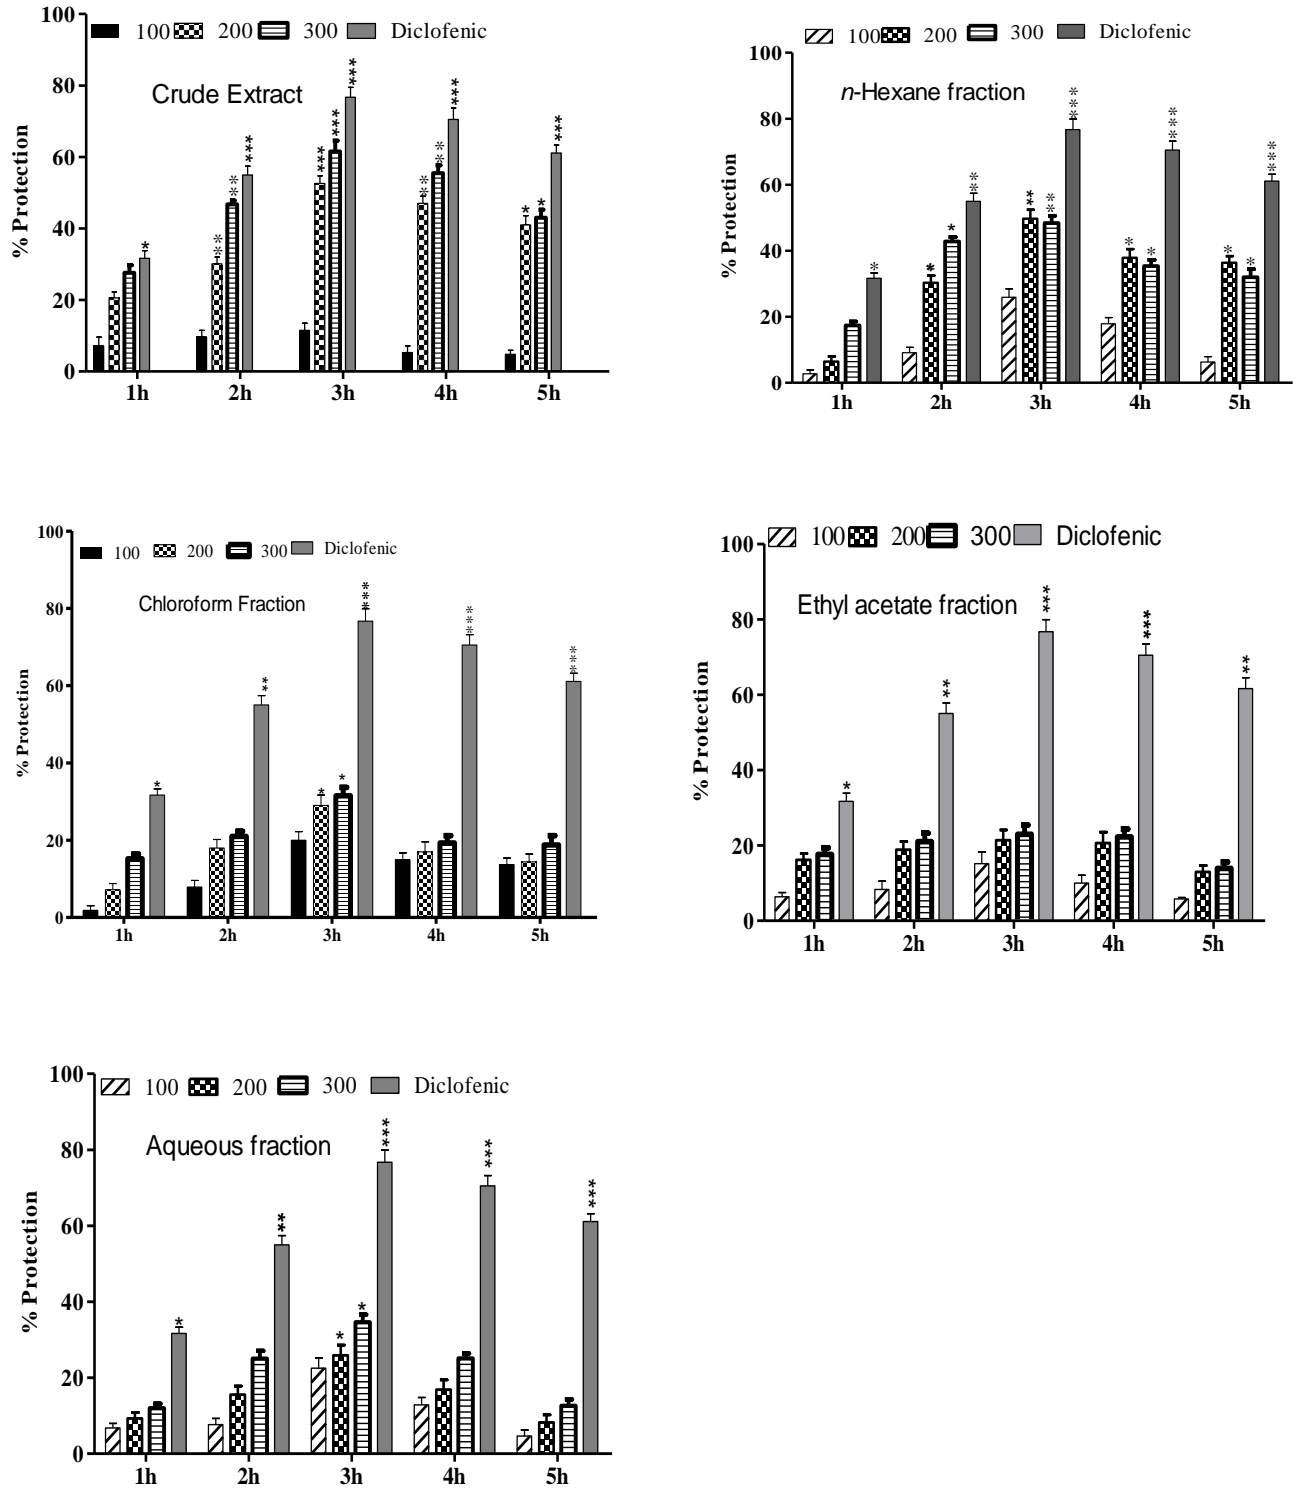 100 200 300 Diclofenic
Crude Extract
% Protection
100
80
60
40
20
0
*
** ** ***
*** *** ***
** ** ***
* * ***
1h 2h 3h 4h 5h
100 200 300 Diclofenic
n-Hexane fraction
% Protection
100
80
60
40
20
0
*
* * **
** ** ***
* * ***
* * ***
1h 2h 3h 4h 5h
100 200 300 Diclofenic
Chloroform Fraction
% Protection
100
80
60
40
20
0
*
**
* * ***
***
***
1h 2h 3h 4h 5h
100 200 300 Diclofenic
Ethyl acetate fraction
% Protection
100
80
60
40
20
0
*
**
***
***
**
1h 2h 3h 4h 5h
100 200 300 Diclofenic
Aqueous fraction
% Protection
100
80
60
40
20
0
*
**
* * ***
***
***
1h 2h 3h 4h 5h